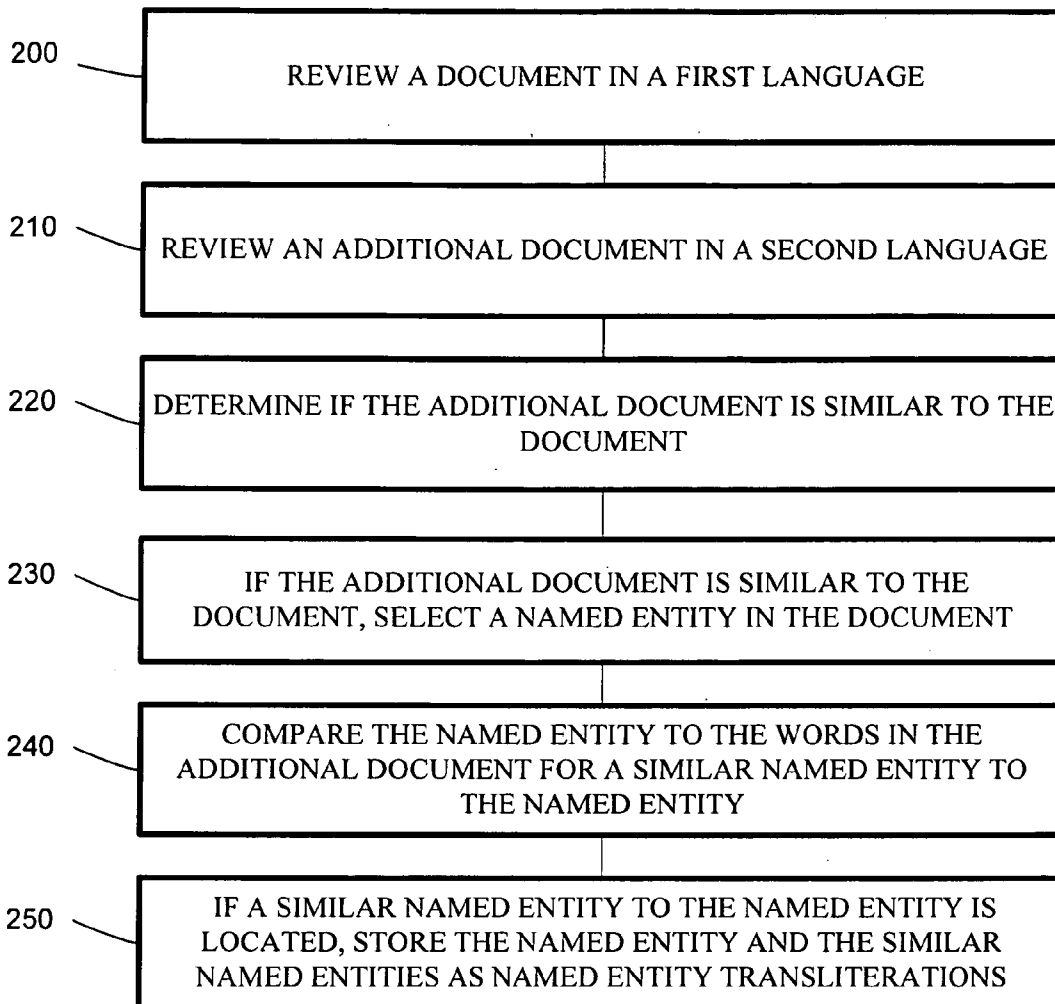 200
REVIEW A DOCUMENT IN A FIRST LANGUAGE
210
REVIEW AN ADDITIONAL DOCUMENT IN A SECOND LANGUAGE
220
DETERMINE IF THE ADDITIONAL DOCUMENT IS SIMILAR TO THE
DOCUMENT
230
IF THE ADDITIONAL DOCUMENT IS SIMILAR TO THE
DOCUMENT, SELECT A NAMED ENTITY IN THE DOCUMENT
240
COMPARE THE NAMED ENTITY TO THE WORDS IN THE
ADDITIONAL DOCUMENT FOR A SIMILAR NAMED ENTITY TO
THE NAMED ENTITY
250
IF A SIMILAR NAMED ENTITY TO THE NAMED ENTITY IS
LOCATED, STORE THE NAMED ENTITY AND THE SIMILAR
NAMED ENTITIES AS NAMED ENTITY TRANSLITERATIONS